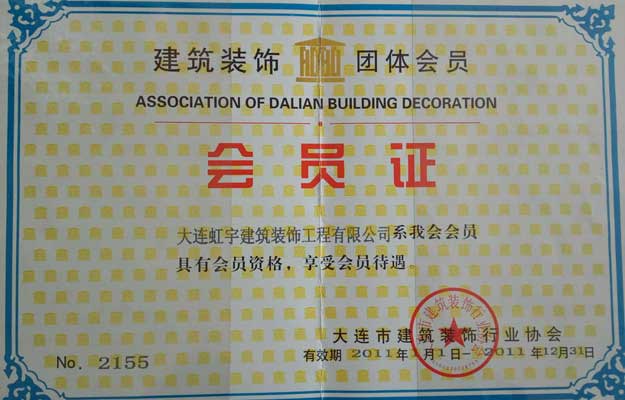 建筑装饰 团体会员
ASSOCIATION OF DALIAN BUILDING DECORATION
会员证
大连虹宇建筑装饰工程有限公司系我会会员
具有会员资格，享受会员待遇。
大连市建筑装饰行业协会
No. 2155 有效期 2011年1月1日—2011年12月31日